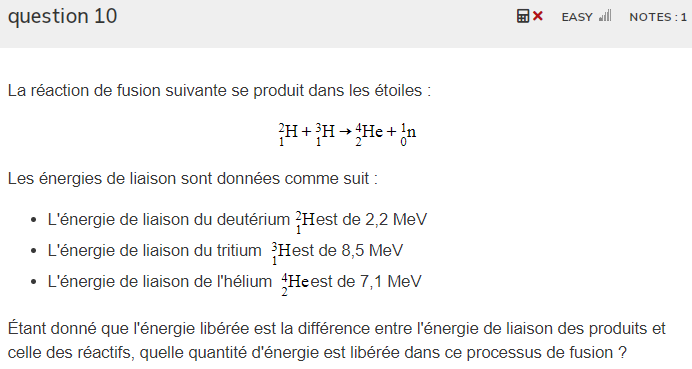 question 10 EASY NOTES : 1
La réaction de fusion suivante se produit dans les étoiles :
²₁H + ³₁H → ⁴₂He + ¹₀n
Les énergies de liaison sont données comme suit :
• L'énergie de liaison du deutérium ²₁Hest de 2,2 MeV
• L'énergie de liaison du tritium ³₁Hest de 8,5 MeV
• L'énergie de liaison de l'hélium ⁴₂Heest de 7,1 MeV
Étant donné que l'énergie libérée est la différence entre l'énergie de liaison des produits et
celle des réactifs, quelle quantité d'énergie est libérée dans ce processus de fusion ?